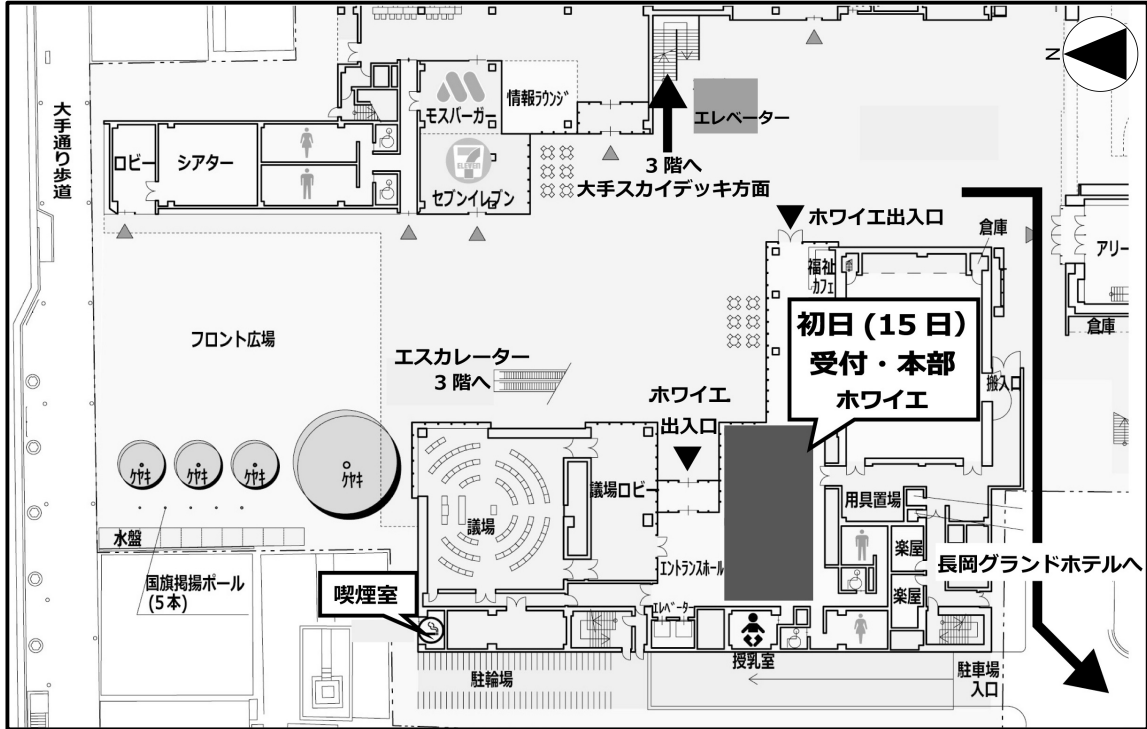 N
大手通り歩道
モスバーガー
情報ラウンジ
エレベーター
ロビー
シアター
7
ELEVEN
セブンイレブン
3階へ
大手スカイデッキ方面
ホワイエ出入口
倉庫
福祉
カフェ
アリー
倉庫
フロント広場
エスカレーター
3階へ
初日(15日)
受付・本部
ホワイエ
搬入口
ホワイエ
出入口
ケヤキ
ケヤキ
ケヤキ
ケヤキ
議場
議場ロビー
用具置場
水盤
国旗掲揚ポール
(5本)
エントランスホール
楽屋
楽屋
長岡グランドホテルへ
喫煙室
エレベーター
授乳室
駐輪場
駐車場
入口